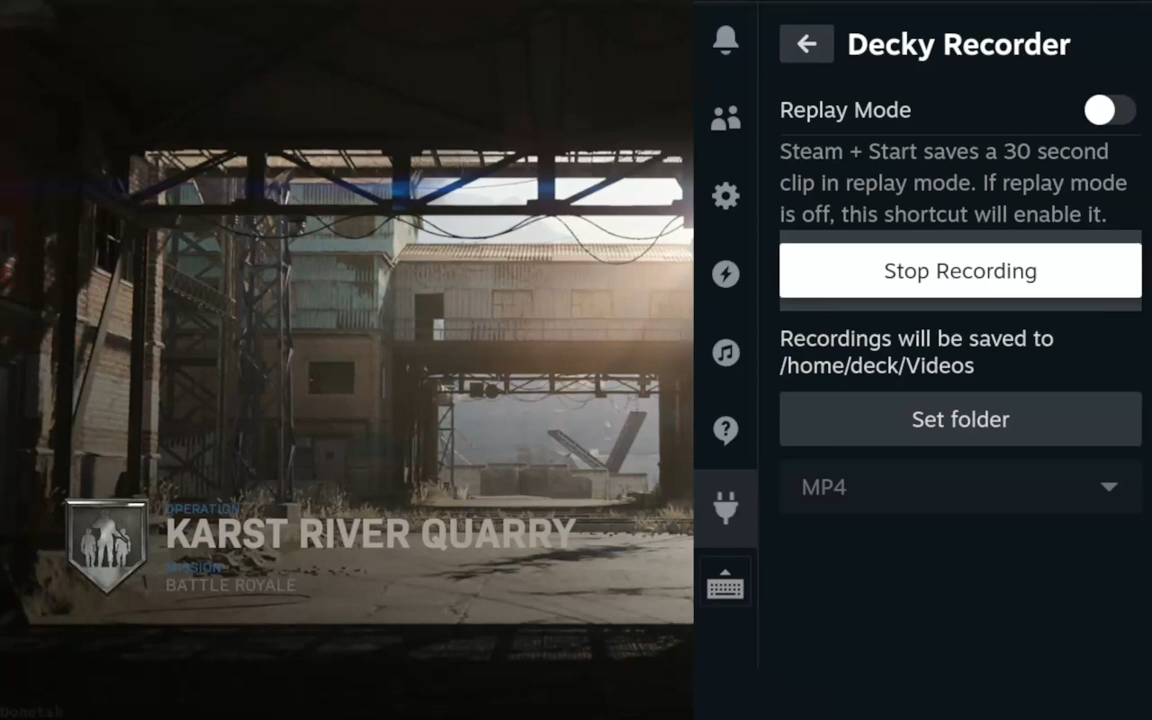 Decky Recorder
Replay Mode
Steam + Start saves a 30 second
clip in replay mode. If replay mode
is off, this shortcut will enable it.
Stop Recording
Recordings will be saved to
/home/deck/Videos
Set folder
MP4
OPERATION
KARST RIVER QUARRY
MISSION
BATTLE ROYALE
Donetsk